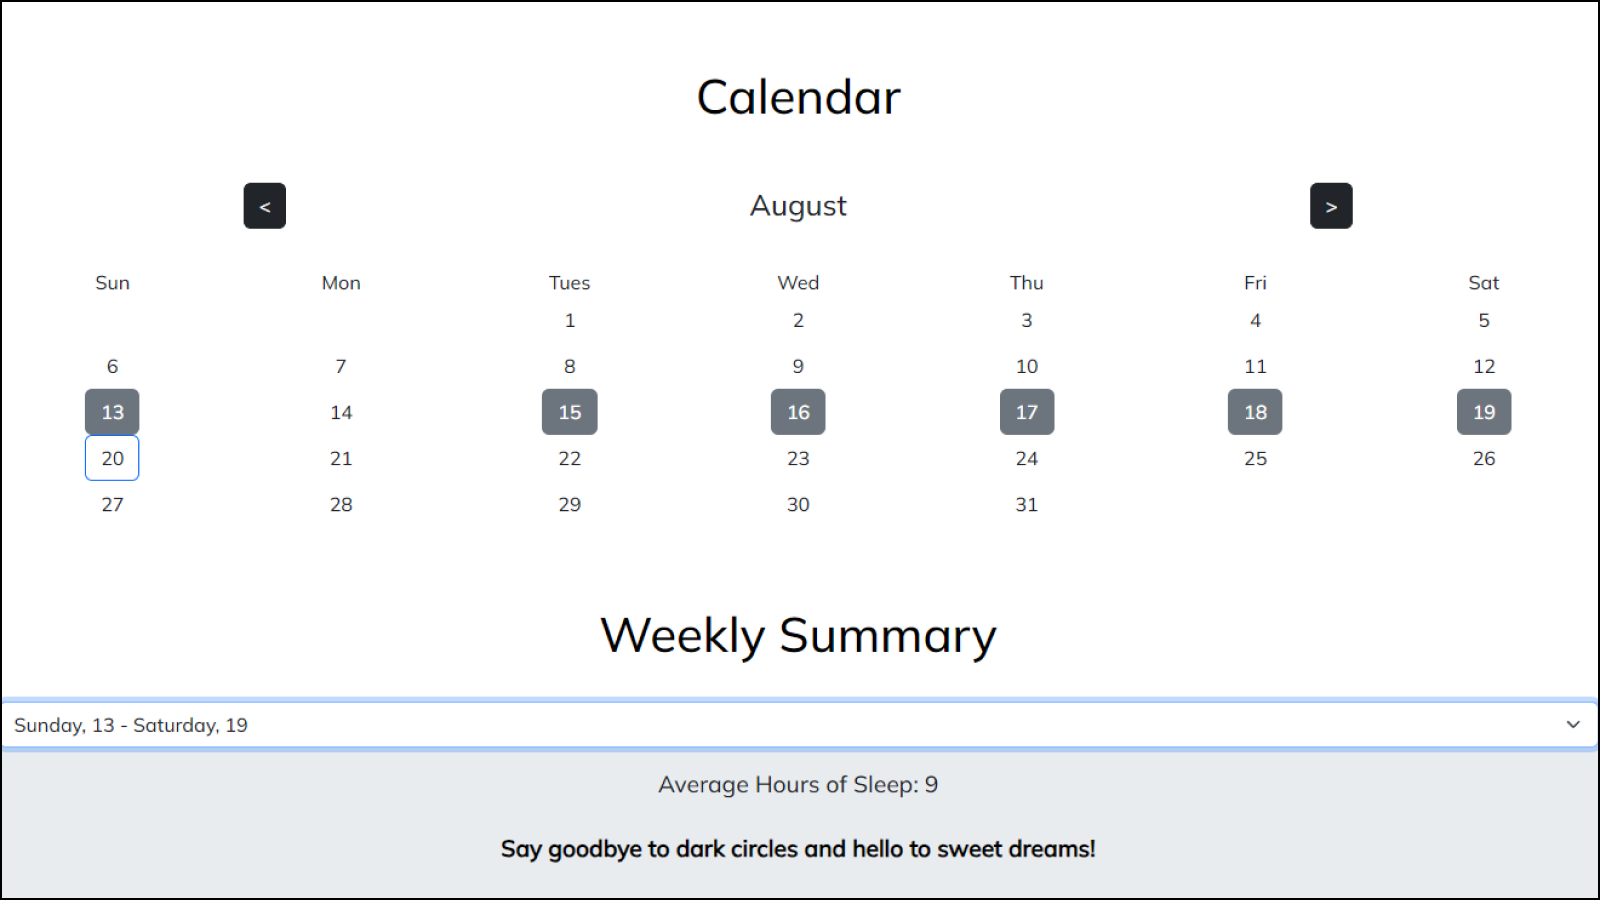 Calendar
< August >
Sun Mon Tues Wed Thu Fri Sat
1 2 3 4 5
6 7 8 9 10 11 12
13 14 15 16 17 18 19
20 21 22 23 24 25 26
27 28 29 30 31
Weekly Summary
Sunday, 13 - Saturday, 19
Average Hours of Sleep: 9
Say goodbye to dark circles and hello to sweet dreams!